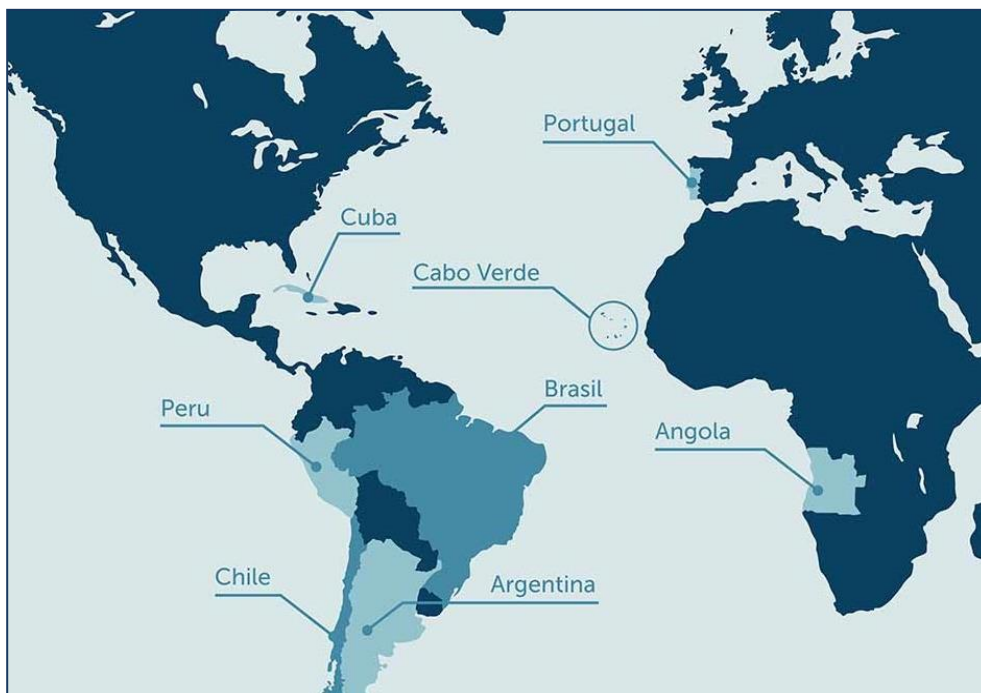 Portugal
Cuba
Cabo Verde
Brasil
Peru
Angola
Chile
Argentina